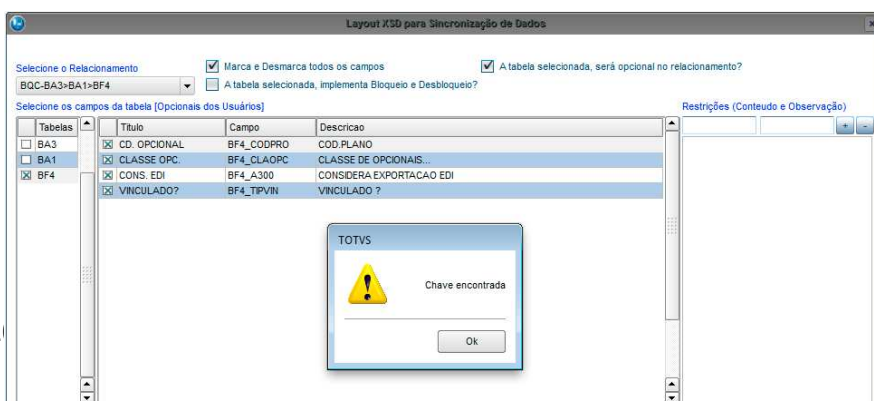 Layout XSD para Sincronização de Dados
Selecione o Relacionamento
Marca e Desmarca todos os campos
A tabela selecionada, será opcional no relacionamento?
BQC-BA3>BA1>BF4
A tabela selecionada, implementa Bloqueio e Desbloqueio?
Selecione os campos da tabela [Opcionais dos Usuários]
Restrições (Conteudo e Observação)
Tabelas
Titulo Campo Descricao
+ -
BA3
CD. OPCIONAL BF4_CODPRO COD.PLANO
BA1
CLASSE OPC. BF4_CLAOPC CLASSE DE OPCIONAIS...
BF4
CONS. EDI BF4_A300 CONSIDERA EXPORTACAO EDI
VINCULADO? BF4_TIPVIN VINCULADO ?
TOTVS
Chave encontrada
Ok